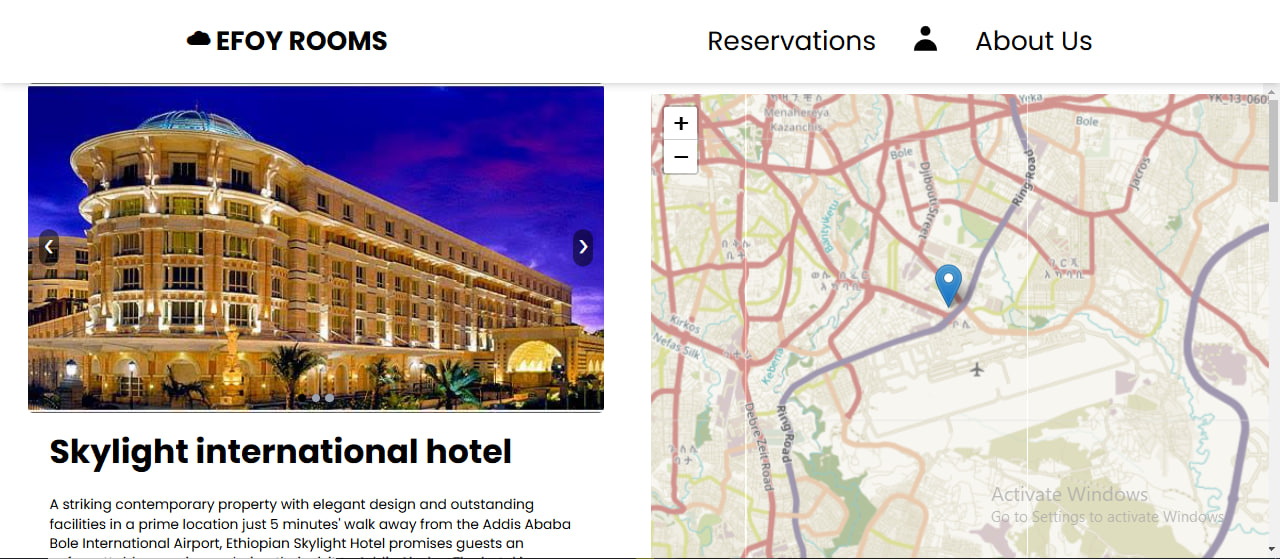 EFOY ROOMS
Reservations
About Us
Skylight international hotel
A striking contemporary property with elegant design and outstanding
facilities in a prime location just 5 minutes' walk away from the Addis Ababa
Bole International Airport, Ethiopian Skylight Hotel promises guests an
+
−
Menahereya
Kazanchis
Yeka
YK_13_060
Bole
Bole
Djibouti Street
Ring Road
Jacros
Bantyiketu
Kirkos
Nefas Silk
Kebena
Debre Zeit Road
Ring Road
Activate Windows
Go to Settings to activate Windows.